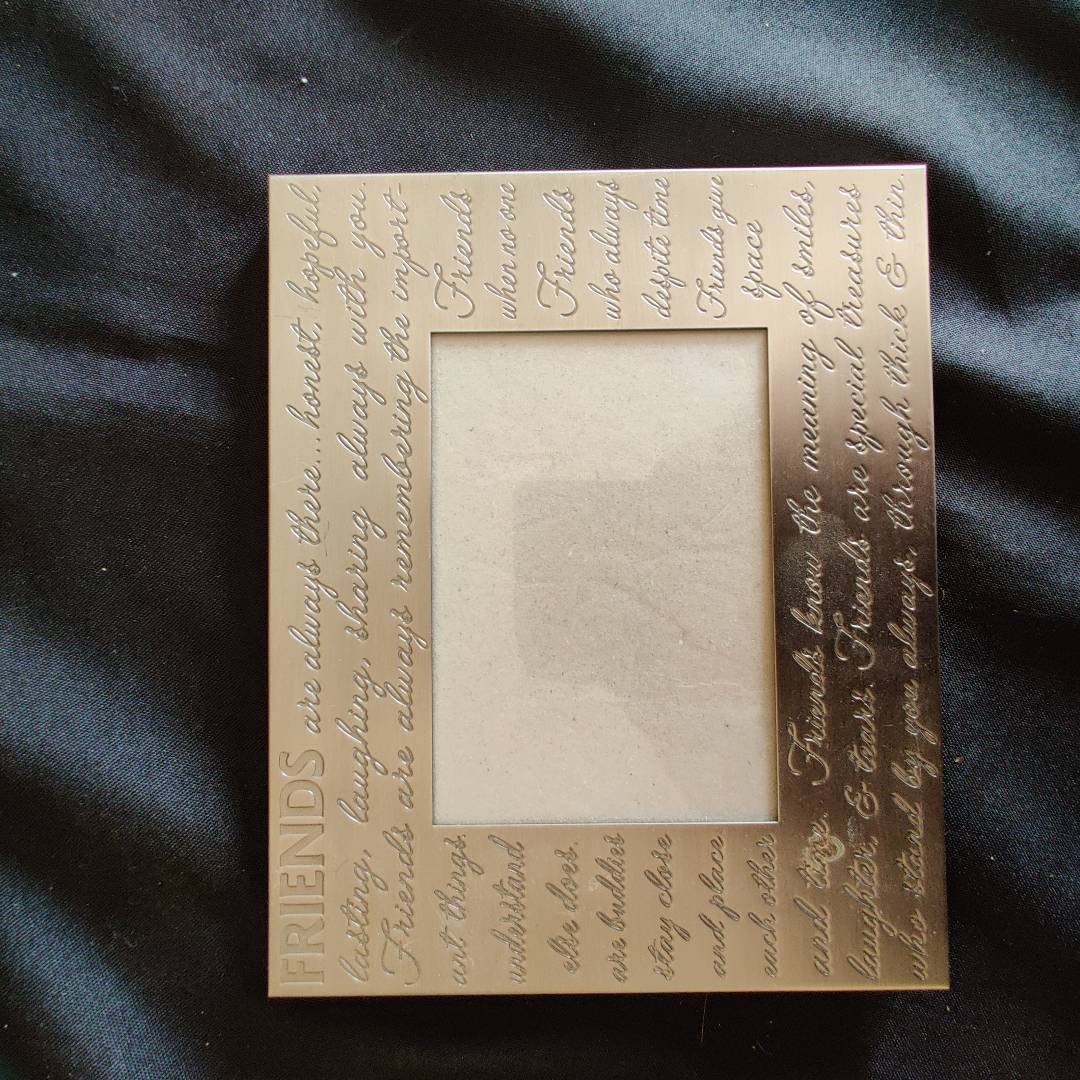 FRIENDS are always there...honest, hopeful,
lasting, laughing, sharing always with you.
Friends are always remembering the import-
ant things. Friends
understand when no one
else does. Friends
are buddies who always
stay close despite time
and place. Friends give
each other space
and Friends know the meaning of smiles,
laughter, & tears. Friends are special treasures
who stand by you always, through thick & thin.